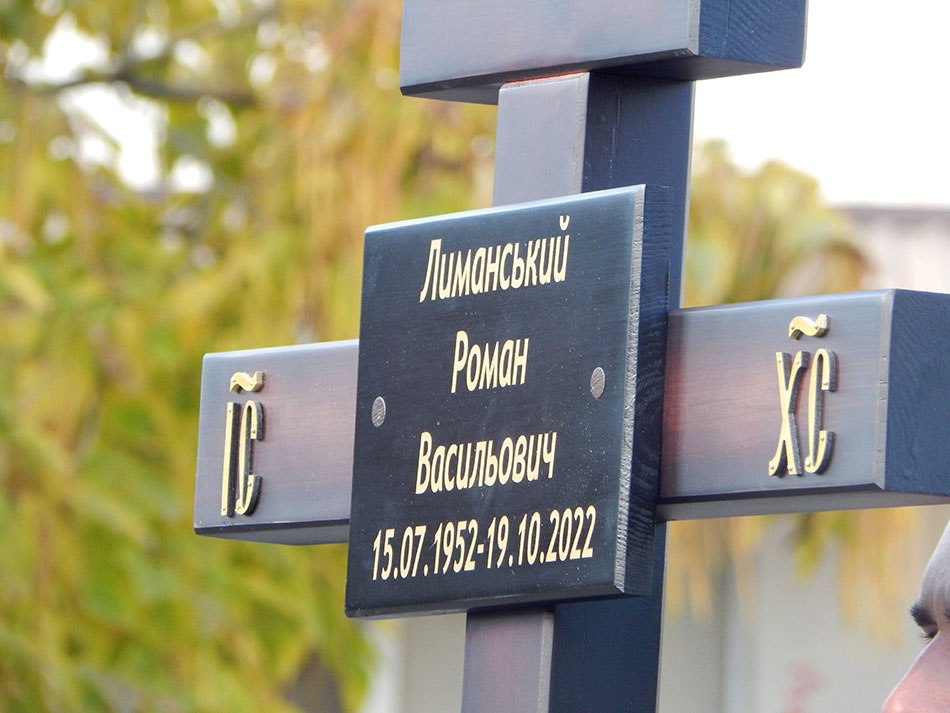 Лиманський
Роман
Васильович
15.07.1952-19.10.2022
ІС҃ ХС҃